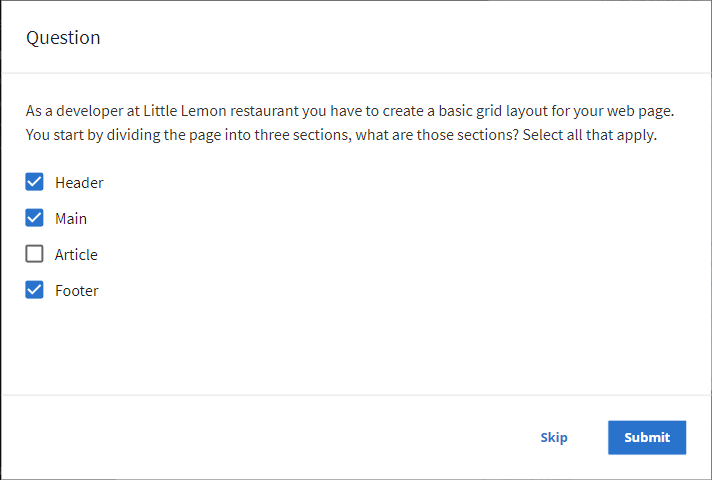 Question
As a developer at Little Lemon restaurant you have to create a basic grid layout for your web page.
You start by dividing the page into three sections, what are those sections? Select all that apply.
Header
Main
Article
Footer
Skip
Submit